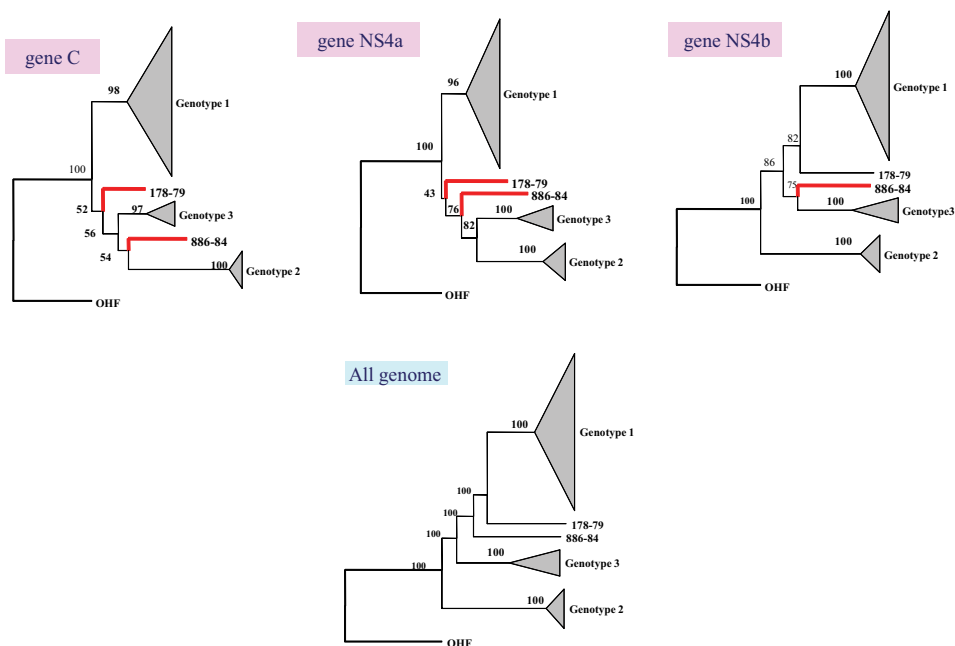 gene C
98
Genotype 1
100
178-79
52
97
Genotype 3
56
886-84
54
100
Genotype 2
OHF
gene NS4a
96
Genotype 1
100
178-79
43
886-84
76
100
Genotype 3
82
100
Genotype 2
OHF
gene NS4b
100
Genotype 1
82
86
178-79
75
886-84
100
Genotype3
100
100
Genotype 2
OHF
All genome
100
Genotype 1
100
100
178-79
886-84
100
100
Genotype 3
100
100
Genotype 2
OHF